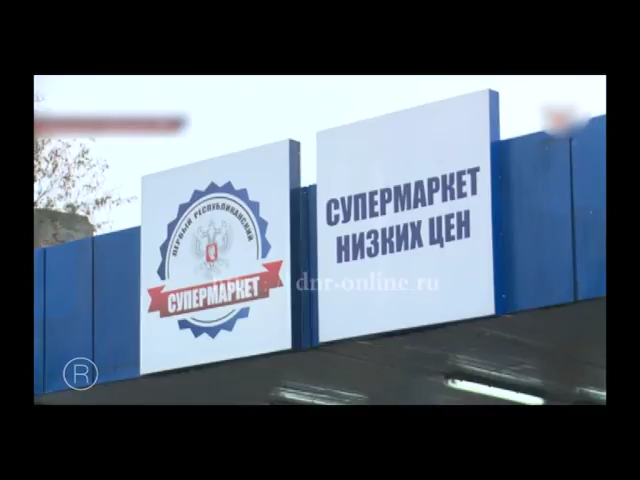 ПЕРВЫЙ РЕСПУБЛИКАНСКИЙ
СУПЕРМАРКЕТ
СУПЕРМАРКЕТ
НИЗКИХ ЦЕН
dnr-online.ru
R